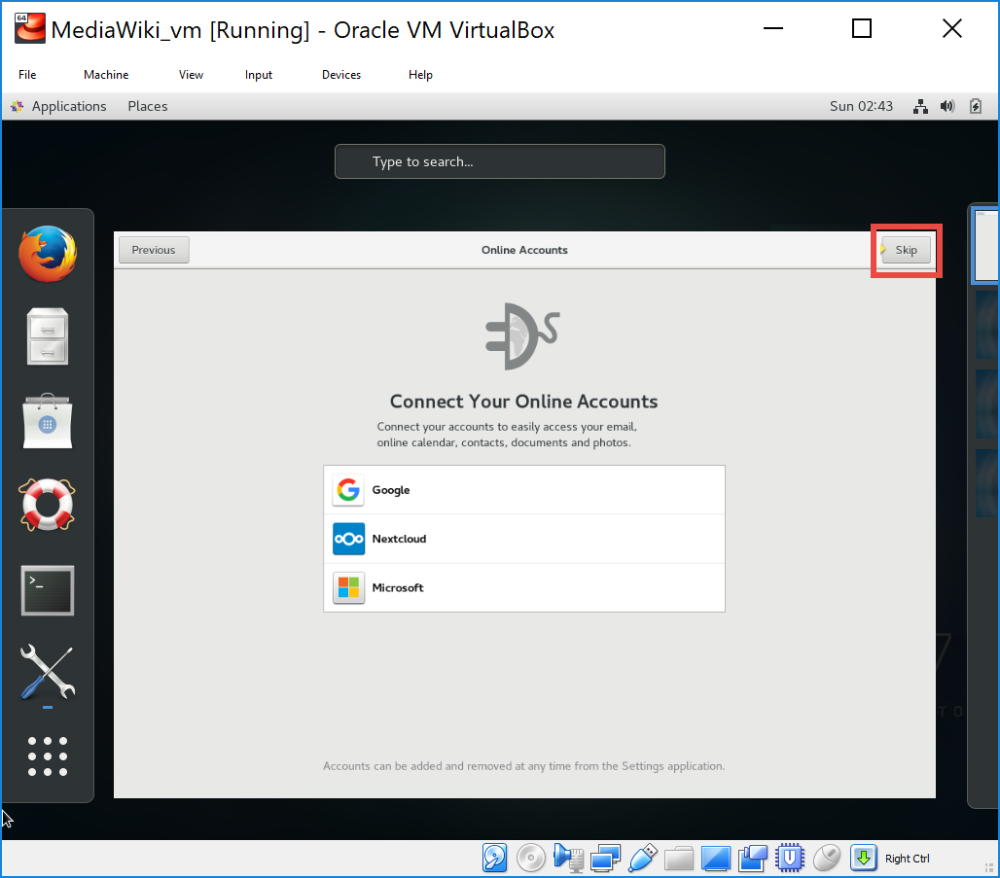 64
MediaWiki_vm [Running] - Oracle VM VirtualBox
File Machine View Input Devices Help
Applications Places Sun 02:43
Type to search...
Previous Online Accounts Skip
Connect Your Online Accounts
Connect your accounts to easily access your email,
online calendar, contacts, documents and photos.
Google
Nextcloud
Microsoft
>_
7
TO
Accounts can be added and removed at any time from the Settings application.
Right Ctrl